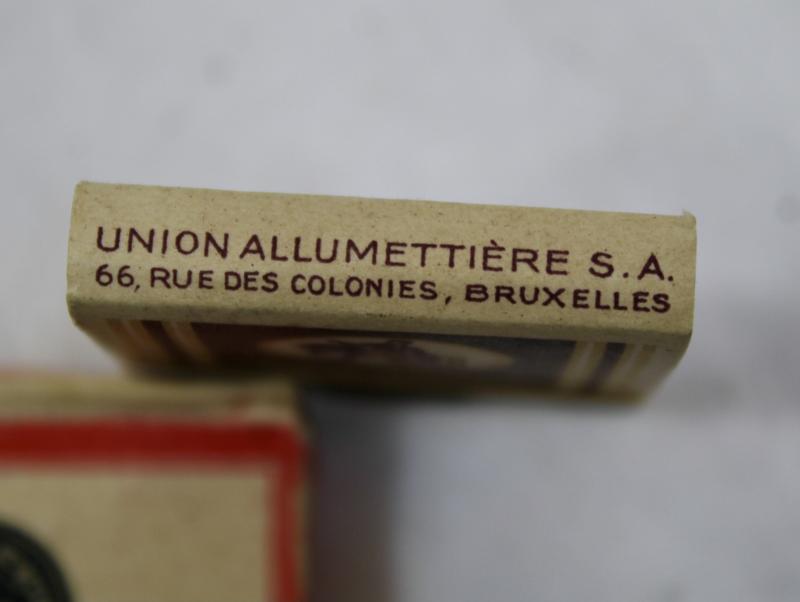 UNION ALLUMETTIÈRE S.A.
66, RUE DES COLONIES, BRUXELLES